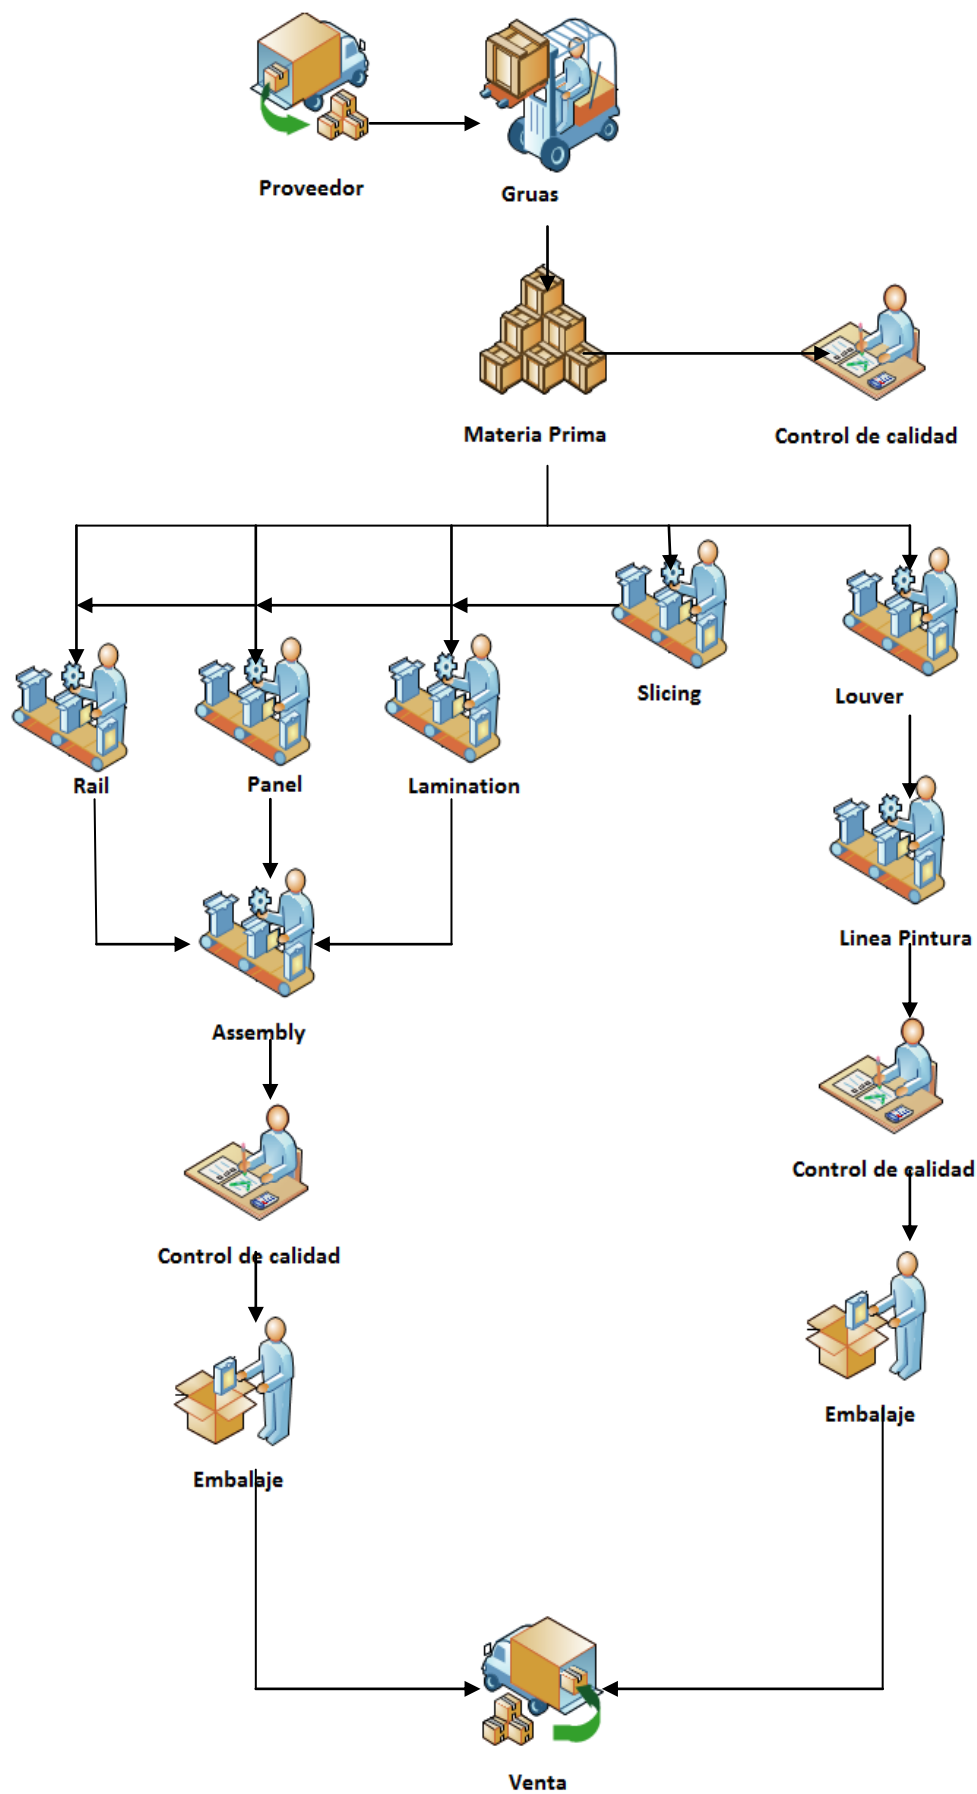 Proveedor
Gruas
Materia Prima
Control de calidad
Slicing
Louver
Rail
Panel
Lamination
Linea Pintura
Assembly
Control de calidad
Control de calidad
Embalaje
Embalaje
Venta